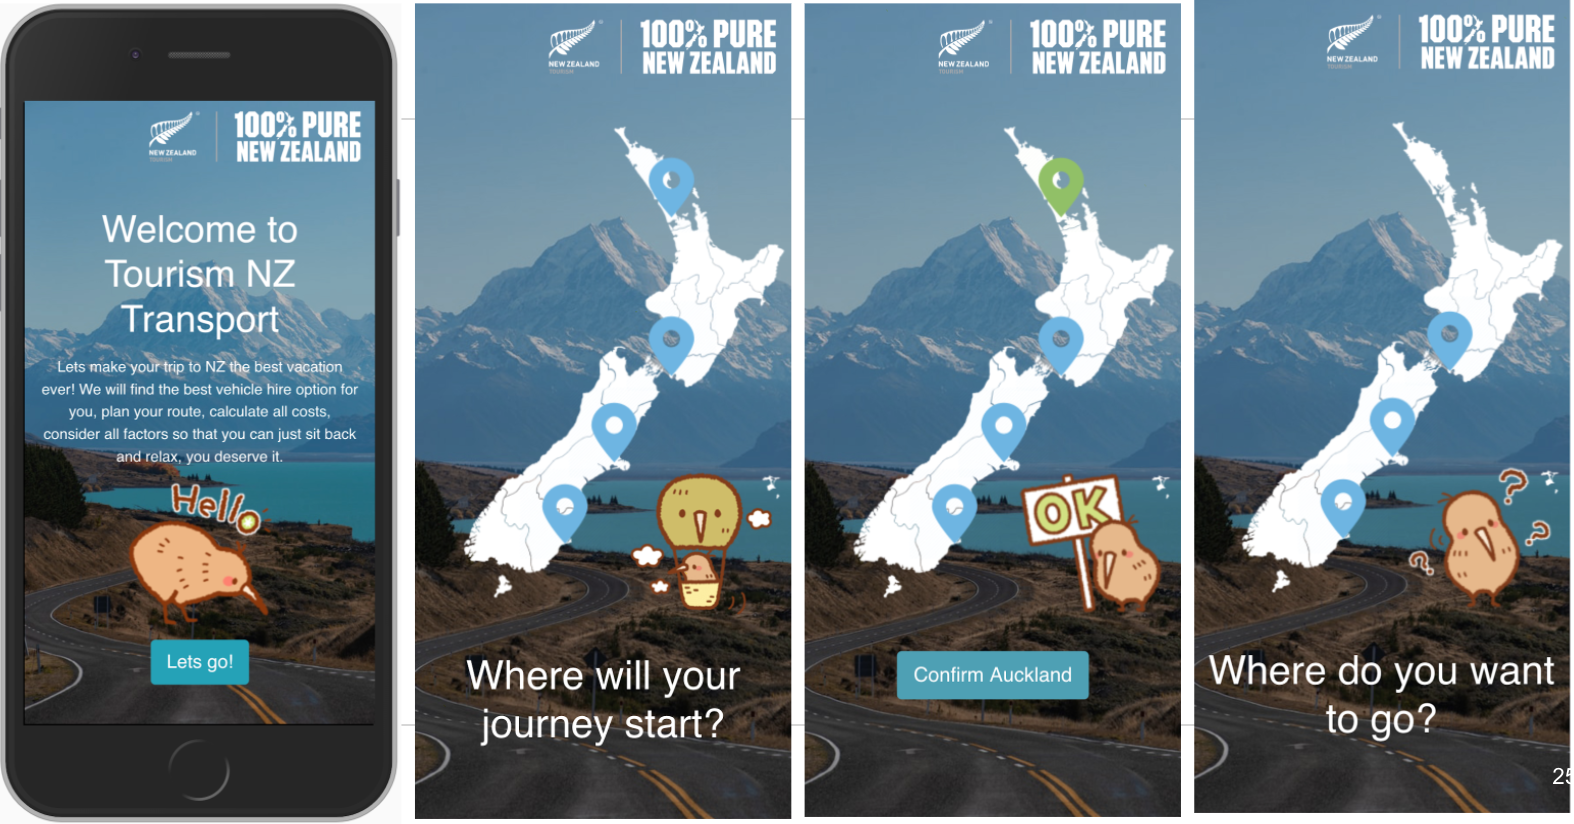 NEW ZEALAND
TOURISM
100% PURE
NEW ZEALAND
Welcome to
Tourism NZ
Transport
Lets make your trip to NZ the best vacation
ever! We will find the best vehicle hire option for
you, plan your route, calculate all costs,
consider all factors so that you can just sit back
and relax, you deserve it.
Hello
Lets go!
NEW ZEALAND
TOURISM
100% PURE
NEW ZEALAND
Where will your
journey start?
NEW ZEALAND
TOURISM
100% PURE
NEW ZEALAND
OK
Confirm Auckland
NEW ZEALAND
TOURISM
100% PURE
NEW ZEALAND
? ? ?
Where do you want
to go?
25